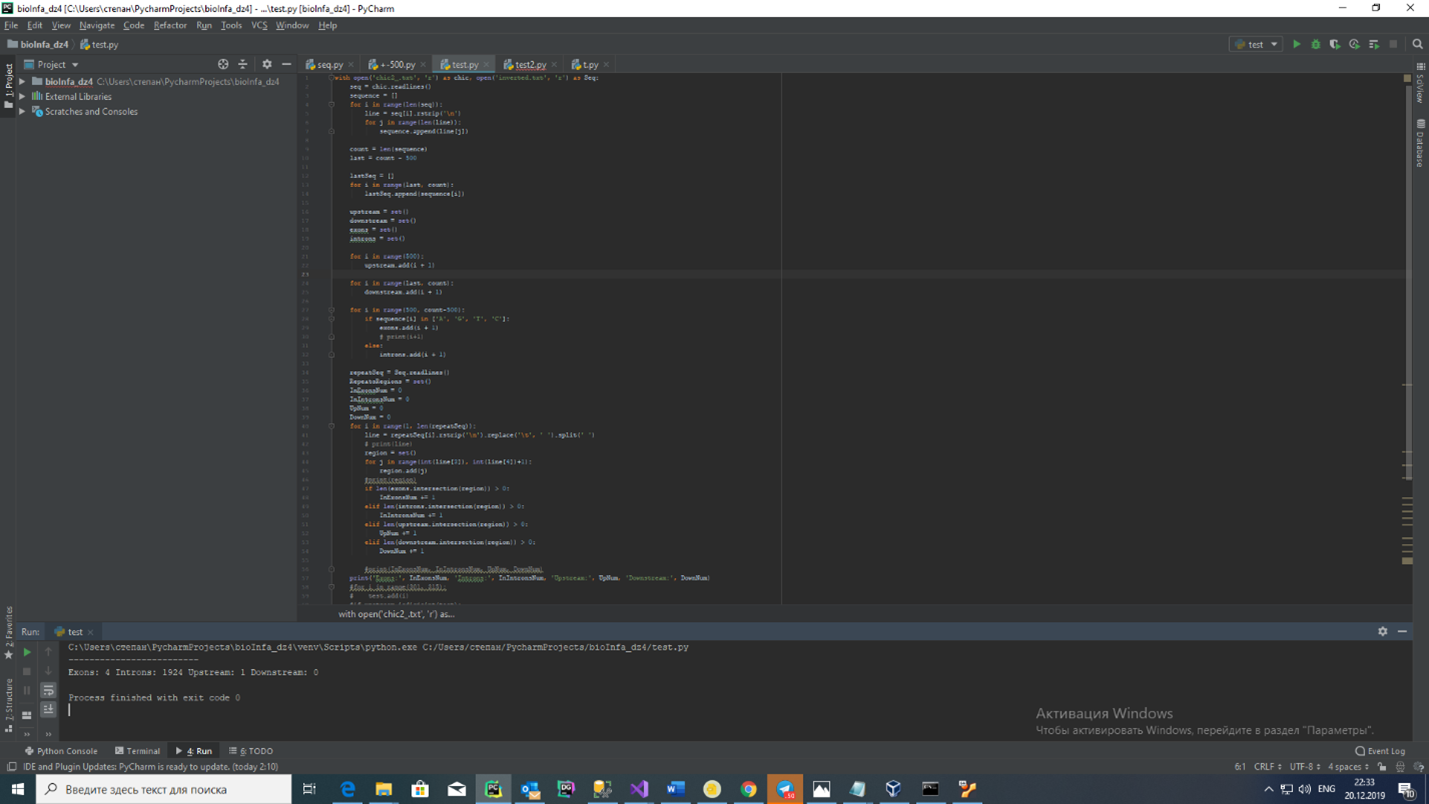 bioInfa_dz4 [C:\Users\степан\PycharmProjects\bioInfa_dz4] - ...\test.py [bioInfa_dz4] - PyCharm
File Edit View Navigate Code Refactor Run Tools VCS Window Help
bioInfa_dz4 test.py test
Project seq.py +-500.py test.py test2.py t.py
1: Project
SciView
Database
bioInfa_dz4 C:\Users\степан\PycharmProjects\bioInfa_dz4
External Libraries
Scratches and Consoles
with open('chic2_.txt', 'r') as chic, open('inverted.txt', 'r') as Seq:
seq = chic.readlines()
sequence = []
for i in range(len(seq)):
line = seq[i].rstrip('\n')
for j in range(len(line)):
sequence.append(line[j])
count = len(sequence)
last = count - 500
lastSeq = []
for i in range(last, count):
lastSeq.append(sequence[i])
upstream = set()
downstream = set()
exons = set()
introns = set()
for i in range(500):
upstream.add(i + 1)
for i in range(last, count):
downstream.add(i + 1)
for i in range(500, count-500):
if sequence[i] in ['A', 'G', 'T', 'C']:
exons.add(i + 1)
# print(i+1)
else:
introns.add(i + 1)
repeatSeq = Seq.readlines()
RepeatsRegions = set()
InExonsNum = 0
InIntronsNum = 0
UpNum = 0
DownNum = 0
for i in range(1, len(repeatSeq)):
line = repeatSeq[i].rstrip('\n').replace('\t', ' ').split(' ')
# print(line)
region = set()
for j in range(int(line[3]), int(line[4])+1):
region.add(j)
#print(region)
if len(exons.intersection(region)) > 0:
InExonsNum += 1
elif len(introns.intersection(region)) > 0:
InIntronsNum += 1
elif len(upstream.intersection(region)) > 0:
UpNum += 1
elif len(downstream.intersection(region)) > 0:
DownNum += 1
#print(InExonsNum, InIntronsNum, UpNum, DownNum)
print('Exons:', InExonsNum, 'Introns:', InIntronsNum, 'Upstream:', UpNum, 'Downstream:', DownNum)
#for i in range(301, 815):
# test.add(i)
with open('chic2_.txt', 'r') as...
2: Favorites
7: Structure
Run: test
C:\Users\степан\PycharmProjects\bioInfa_dz4\venv\Scripts\python.exe C:/Users/степан/PycharmProjects/bioInfa_dz4/test.py
-------------------------
Exons: 4 Introns: 1924 Upstream: 1 Downstream: 0
Process finished with exit code 0
Активация Windows
Чтобы активировать Windows, перейдите в раздел "Параметры".
Python Console Terminal 4: Run 6: TODO Event Log
IDE and Plugin Updates: PyCharm is ready to update. (today 2:10) 6:1 CRLF UTF-8 4 spaces
Введите здесь текст для поиска
ENG 22:33
20.12.2019